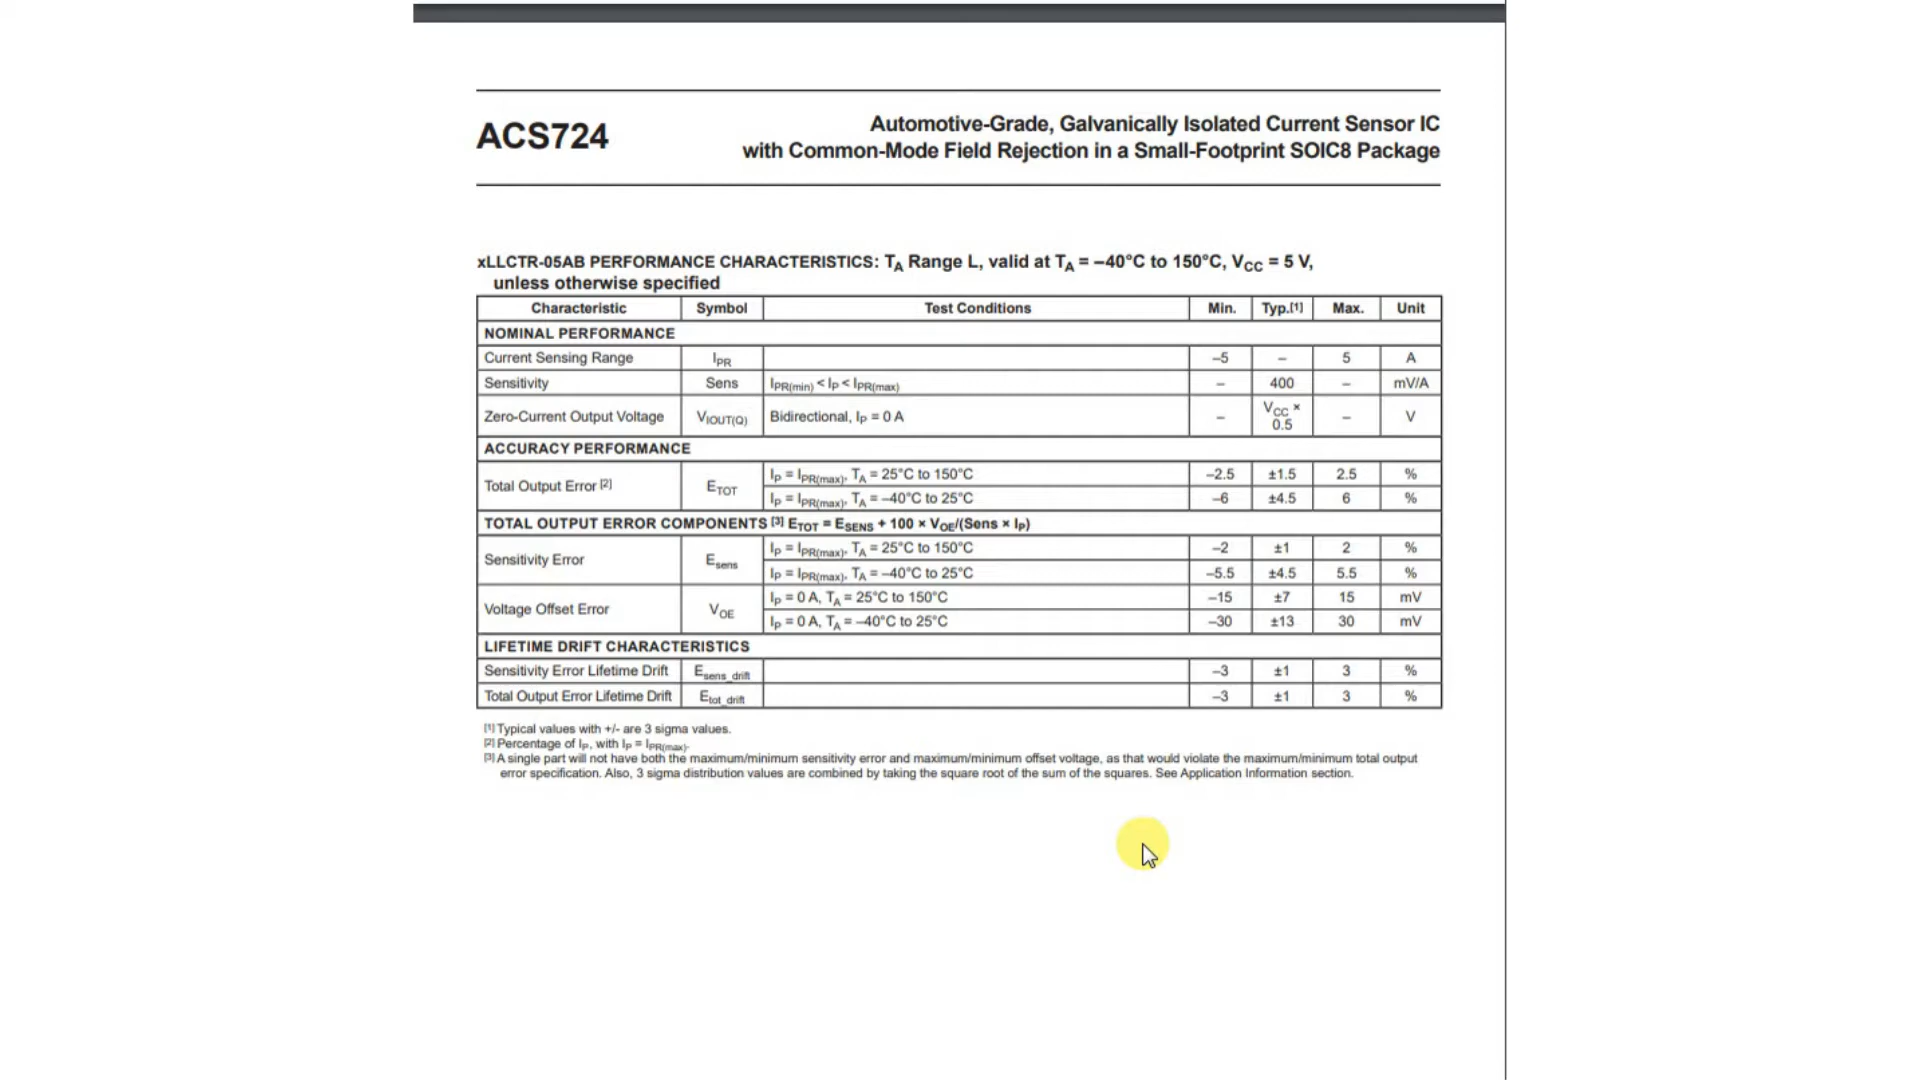 ACS724
Automotive-Grade, Galvanically Isolated Current Sensor IC
with Common-Mode Field Rejection in a Small-Footprint SOIC8 Package
xLLCTR-05AB PERFORMANCE CHARACTERISTICS: TA Range L, valid at TA = –40°C to 150°C, VCC = 5 V,
unless otherwise specified
Characteristic Symbol Test Conditions Min. Typ.[1] Max. Unit
NOMINAL PERFORMANCE
Current Sensing Range IPR –5 – 5 A
Sensitivity Sens IPR(min) < IP < IPR(max) – 400 – mV/A
Zero-Current Output Voltage VIOUT(Q) Bidirectional, IP = 0 A – VCC × 0.5 – V
ACCURACY PERFORMANCE
Total Output Error [2] ETOT IP = IPR(max), TA = 25°C to 150°C –2.5 ±1.5 2.5 %
IP = IPR(max), TA = –40°C to 25°C –6 ±4.5 6 %
TOTAL OUTPUT ERROR COMPONENTS [3] ETOT = ESENS + 100 × VOE/(Sens × IP)
Sensitivity Error Esens IP = IPR(max), TA = 25°C to 150°C –2 ±1 2 %
IP = IPR(max), TA = –40°C to 25°C –5.5 ±4.5 5.5 %
Voltage Offset Error VOE IP = 0 A, TA = 25°C to 150°C –15 ±7 15 mV
IP = 0 A, TA = –40°C to 25°C –30 ±13 30 mV
LIFETIME DRIFT CHARACTERISTICS
Sensitivity Error Lifetime Drift Esens_drift –3 ±1 3 %
Total Output Error Lifetime Drift Etot_drift –3 ±1 3 %
[1] Typical values with +/- are 3 sigma values.
[2] Percentage of IP, with IP = IPR(max).
[3] A single part will not have both the maximum/minimum sensitivity error and maximum/minimum offset voltage, as that would violate the maximum/minimum total output
error specification. Also, 3 sigma distribution values are combined by taking the square root of the sum of the squares. See Application Information section.